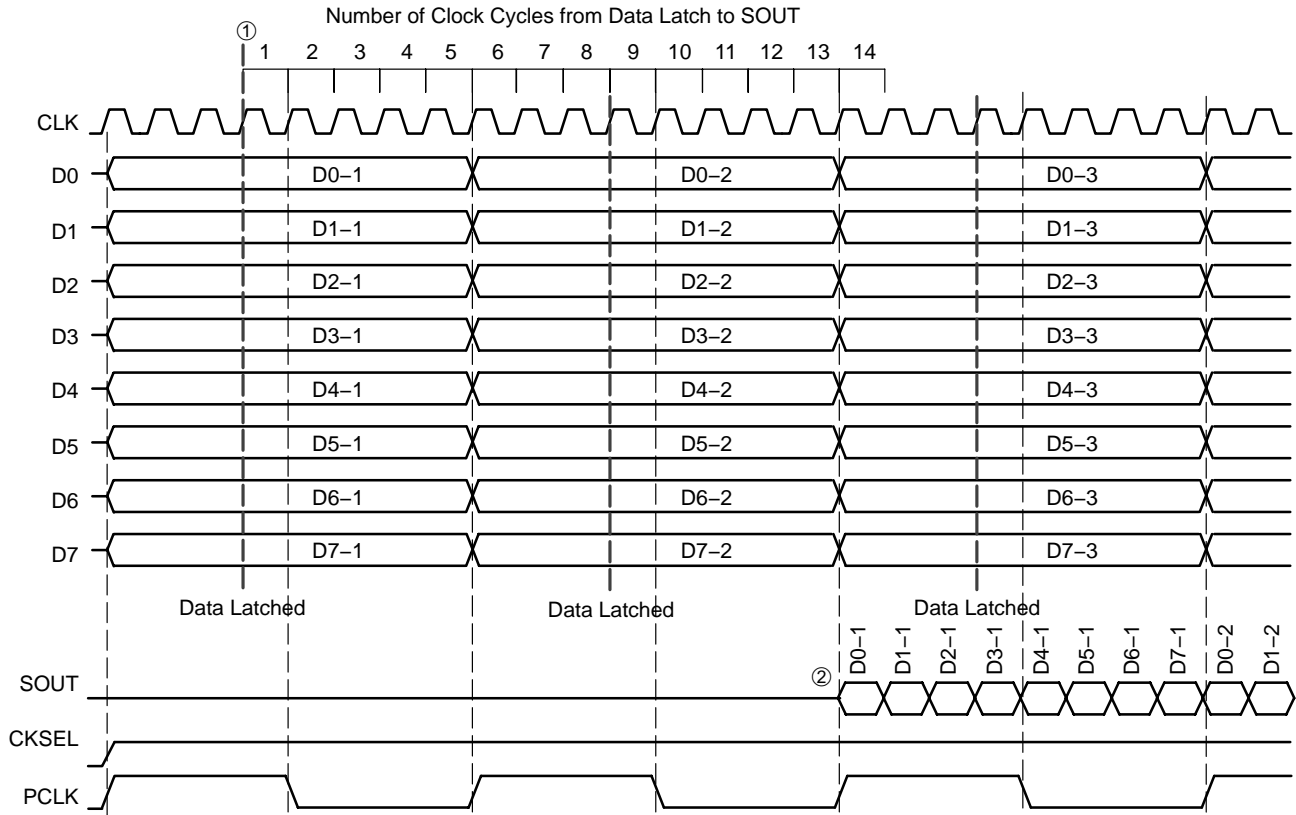 Number of Clock Cycles from Data Latch to SOUT
①
1 2 3 4 5 6 7 8 9 10 11 12 13 14
CLK
D0 D0–1 D0–2 D0–3
D1 D1–1 D1–2 D1–3
D2 D2–1 D2–2 D2–3
D3 D3–1 D3–2 D3–3
D4 D4–1 D4–2 D4–3
D5 D5–1 D5–2 D5–3
D6 D6–1 D6–2 D6–3
D7 D7–1 D7–2 D7–3
Data Latched Data Latched Data Latched
D0–1 D1–1 D2–1 D3–1 D4–1 D5–1 D6–1 D7–1 D0–2 D1–2
SOUT ②
CKSEL
PCLK